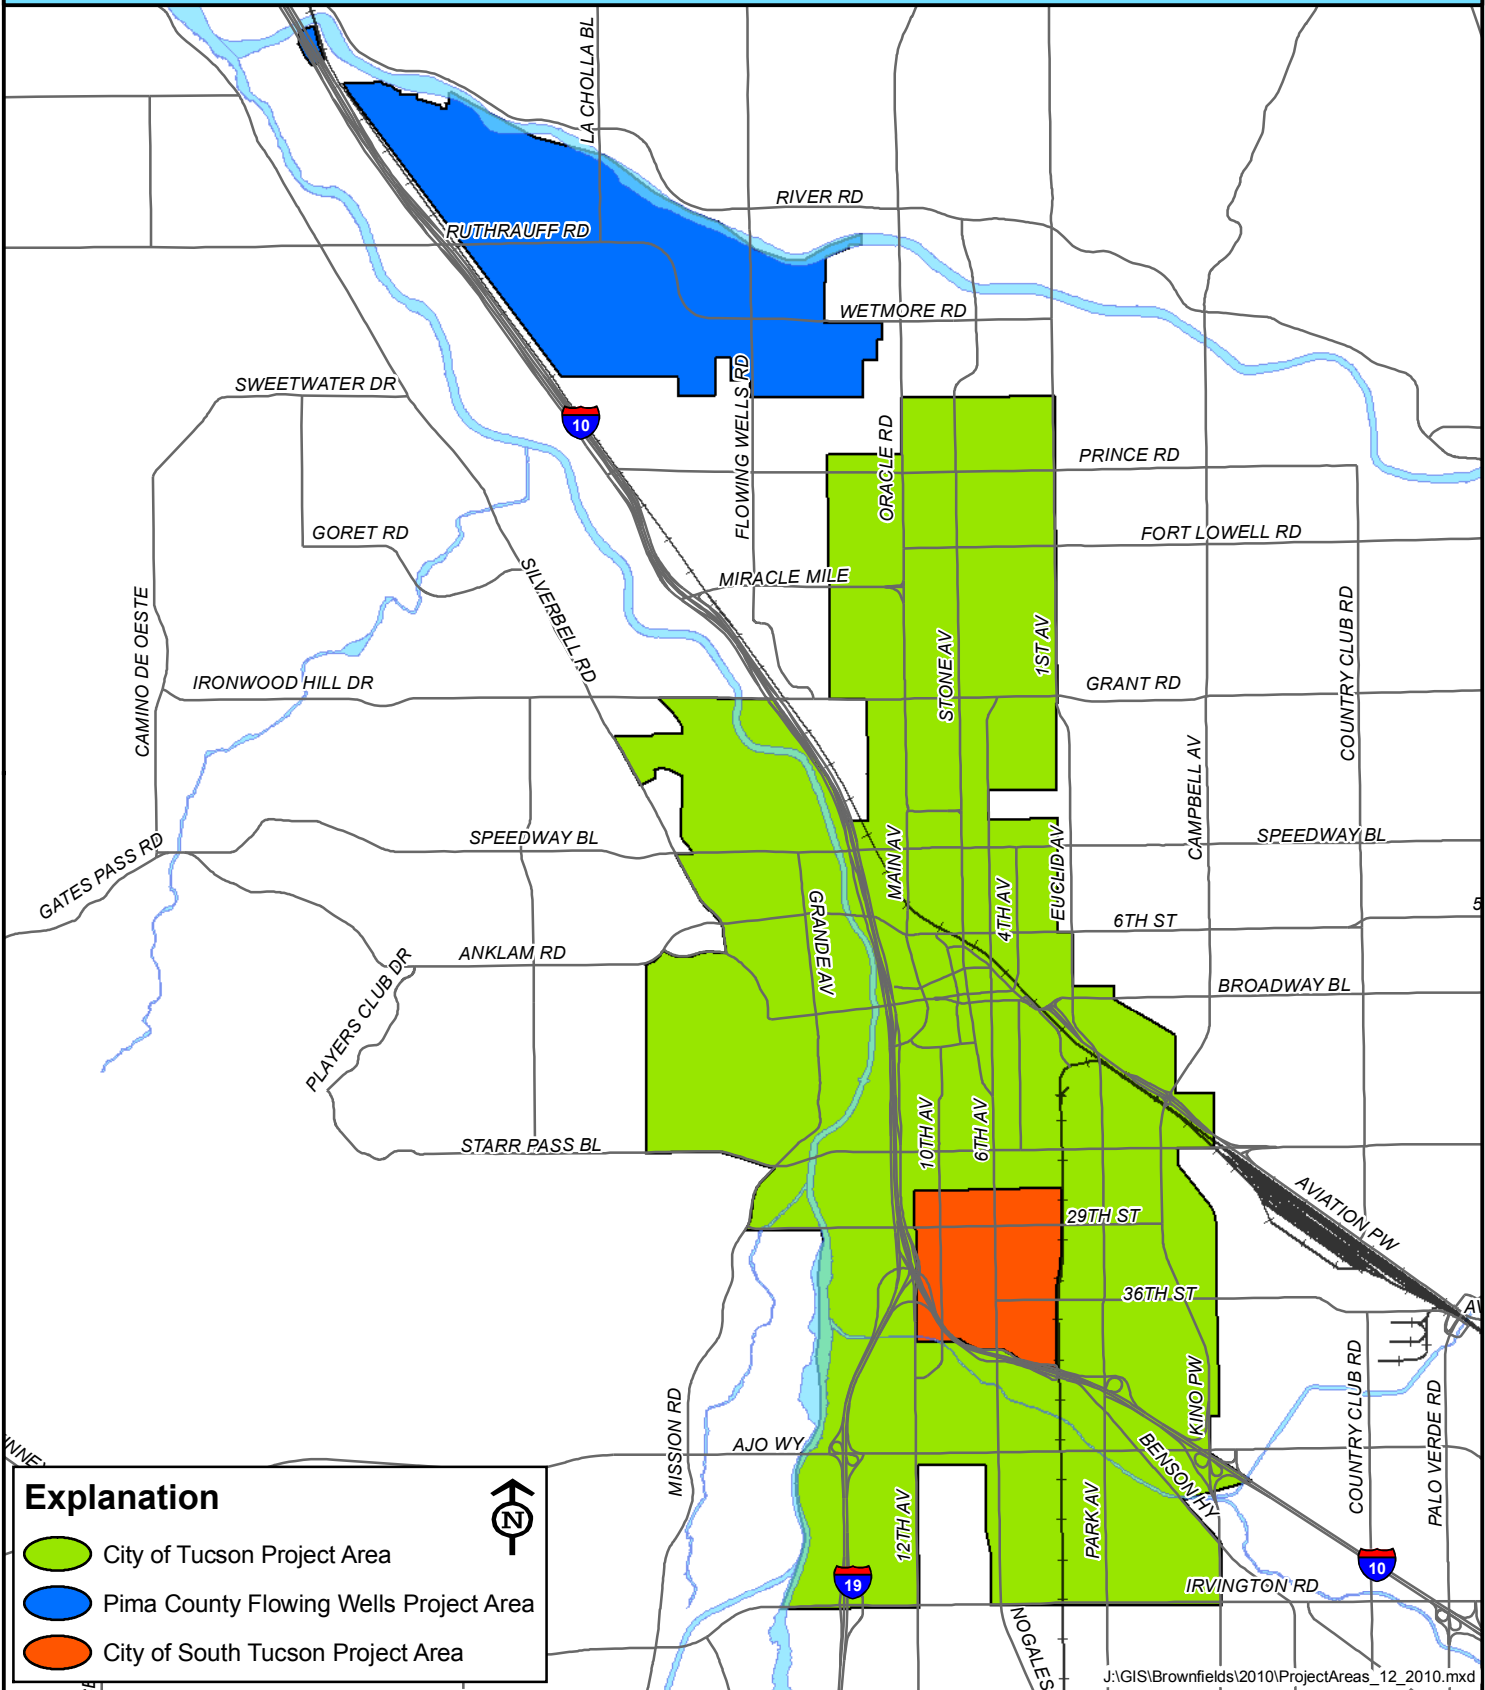 LA CHOLLA BL
RIVER RD
RUTHRAUFF RD
WETMORE RD
SWEETWATER DR
10
FLOWING WELLS RD
ORACLE RD
PRINCE RD
GORET RD
FORT LOWELL RD
SILVERBELL RD
MIRACLE MILE
CAMINO DE OESTE
STONE AV
1ST AV
COUNTRY CLUB RD
IRONWOOD HILL DR
GRANT RD
CAMPBELL AV
SPEEDWAY BL
SPEEDWAY BL
GATES PASS RD
MAIN AV
EUCLID AV
4TH AV
GRANDE AV
6TH ST
5
ANKLAM RD
PLAYERS CLUB DR
BROADWAY BL
10TH AV
6TH AV
STARR PASS BL
AVIATION PW
29TH ST
36TH ST
AV
MISSION RD
KINO PW
COUNTRY CLUB RD
PALO VERDE RD
AJO WY
BENSON HY
INNEY
12TH AV
PARK AV
19
10
IRVINGTON RD
NOGALES
Explanation
N
City of Tucson Project Area
Pima County Flowing Wells Project Area
City of South Tucson Project Area
J:\GIS\Brownfields\2010\ProjectAreas_12_2010.mxd